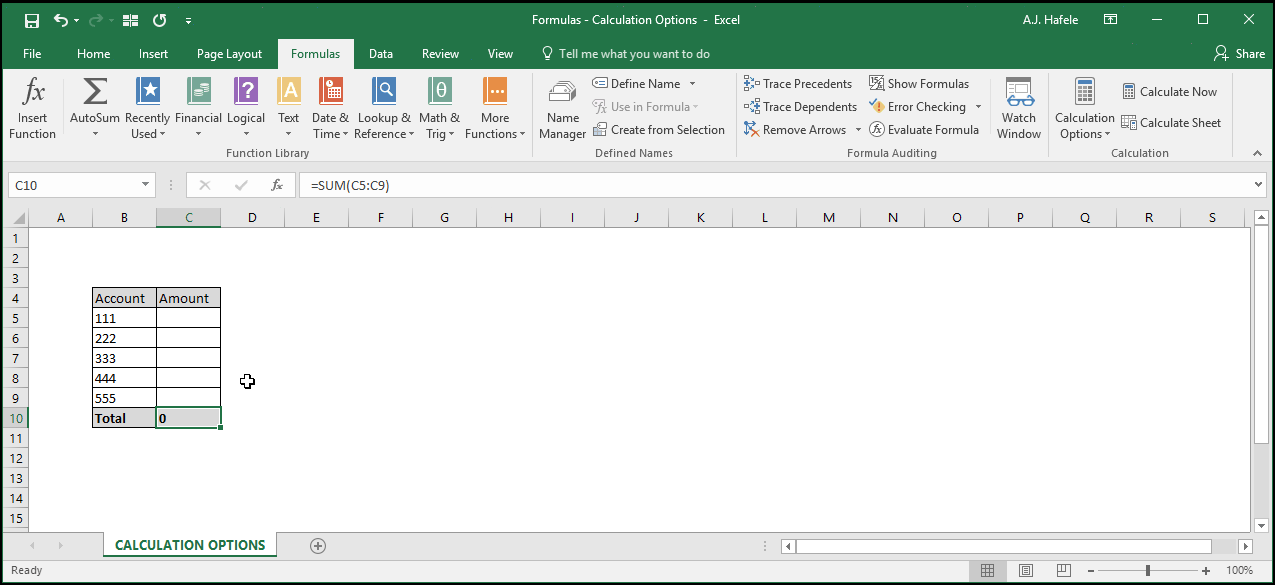 Formulas - Calculation Options - Excel
A.J. Hafele
File Home Insert Page Layout Formulas Data Review View Tell me what you want to do Share
fx
Insert
Function
AutoSum
Recently
Used
Financial
Logical
?
A
Text
Date &
Time
Lookup &
Reference
θ
Math &
Trig
More
Functions
Function Library
Name
Manager
Define Name
Use in Formula
Create from Selection
Defined Names
Trace Precedents
Trace Dependents
Remove Arrows
Show Formulas
Error Checking
Evaluate Formula
Formula Auditing
Watch
Window
Calculation
Options
Calculate Now
Calculate Sheet
Calculation
C10 fx =SUM(C5:C9)
A B C D E F G H I J K L M N O P Q R S
1
2
3
4 Account Amount
5 111
6 222
7 333
8 444
9 555
10 Total 0
11
12
13
14
15
CALCULATION OPTIONS
Ready
100%